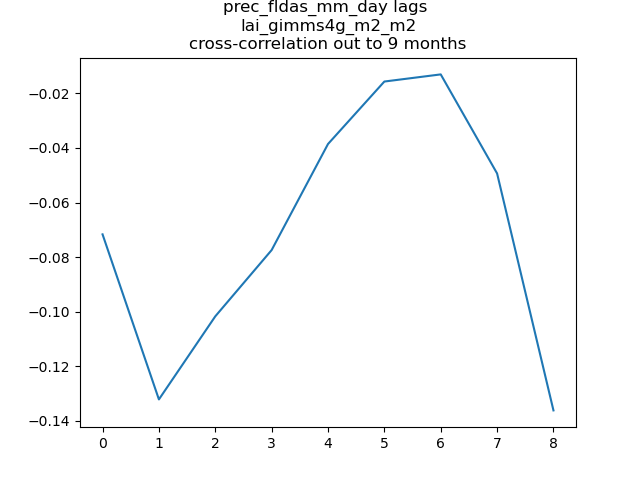 prec_fldas_mm_day lags
lai_gimms4g_m2_m2
cross-correlation out to 9 months
−0.02
−0.04
−0.06
−0.08
−0.10
−0.12
−0.14
0 1 2 3 4 5 6 7 8